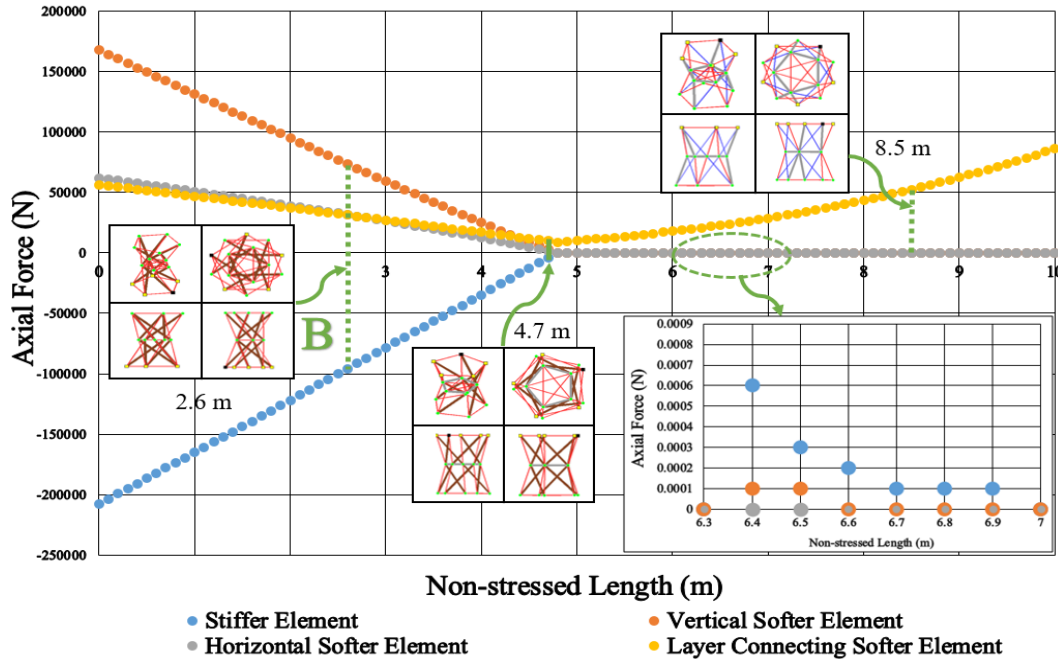 200000
150000
100000
50000
0
-50000
-100000
-150000
-200000
-250000
Axial Force (N)
0
1
2
3
4
5
6
7
8
9
10
8.5 m
B
2.6 m
4.7 m
0.0009
0.0008
0.0007
0.0006
0.0005
0.0004
0.0003
0.0002
0.0001
0
Axial Force (N)
6.3 6.4 6.5 6.6 6.7 6.8 6.9 7
Non-stressed Length (m)
Non-stressed Length (m)
Stiffer Element
Vertical Softer Element
Horizontal Softer Element
Layer Connecting Softer Element